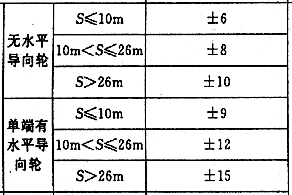 无水平
导向轮
S≤10m
±6
10m<S≤26m
±8
S>26m
±10
单端有
水平导
向轮
S≤10m
±9
10m<S≤26m
±12
S>26m
±15